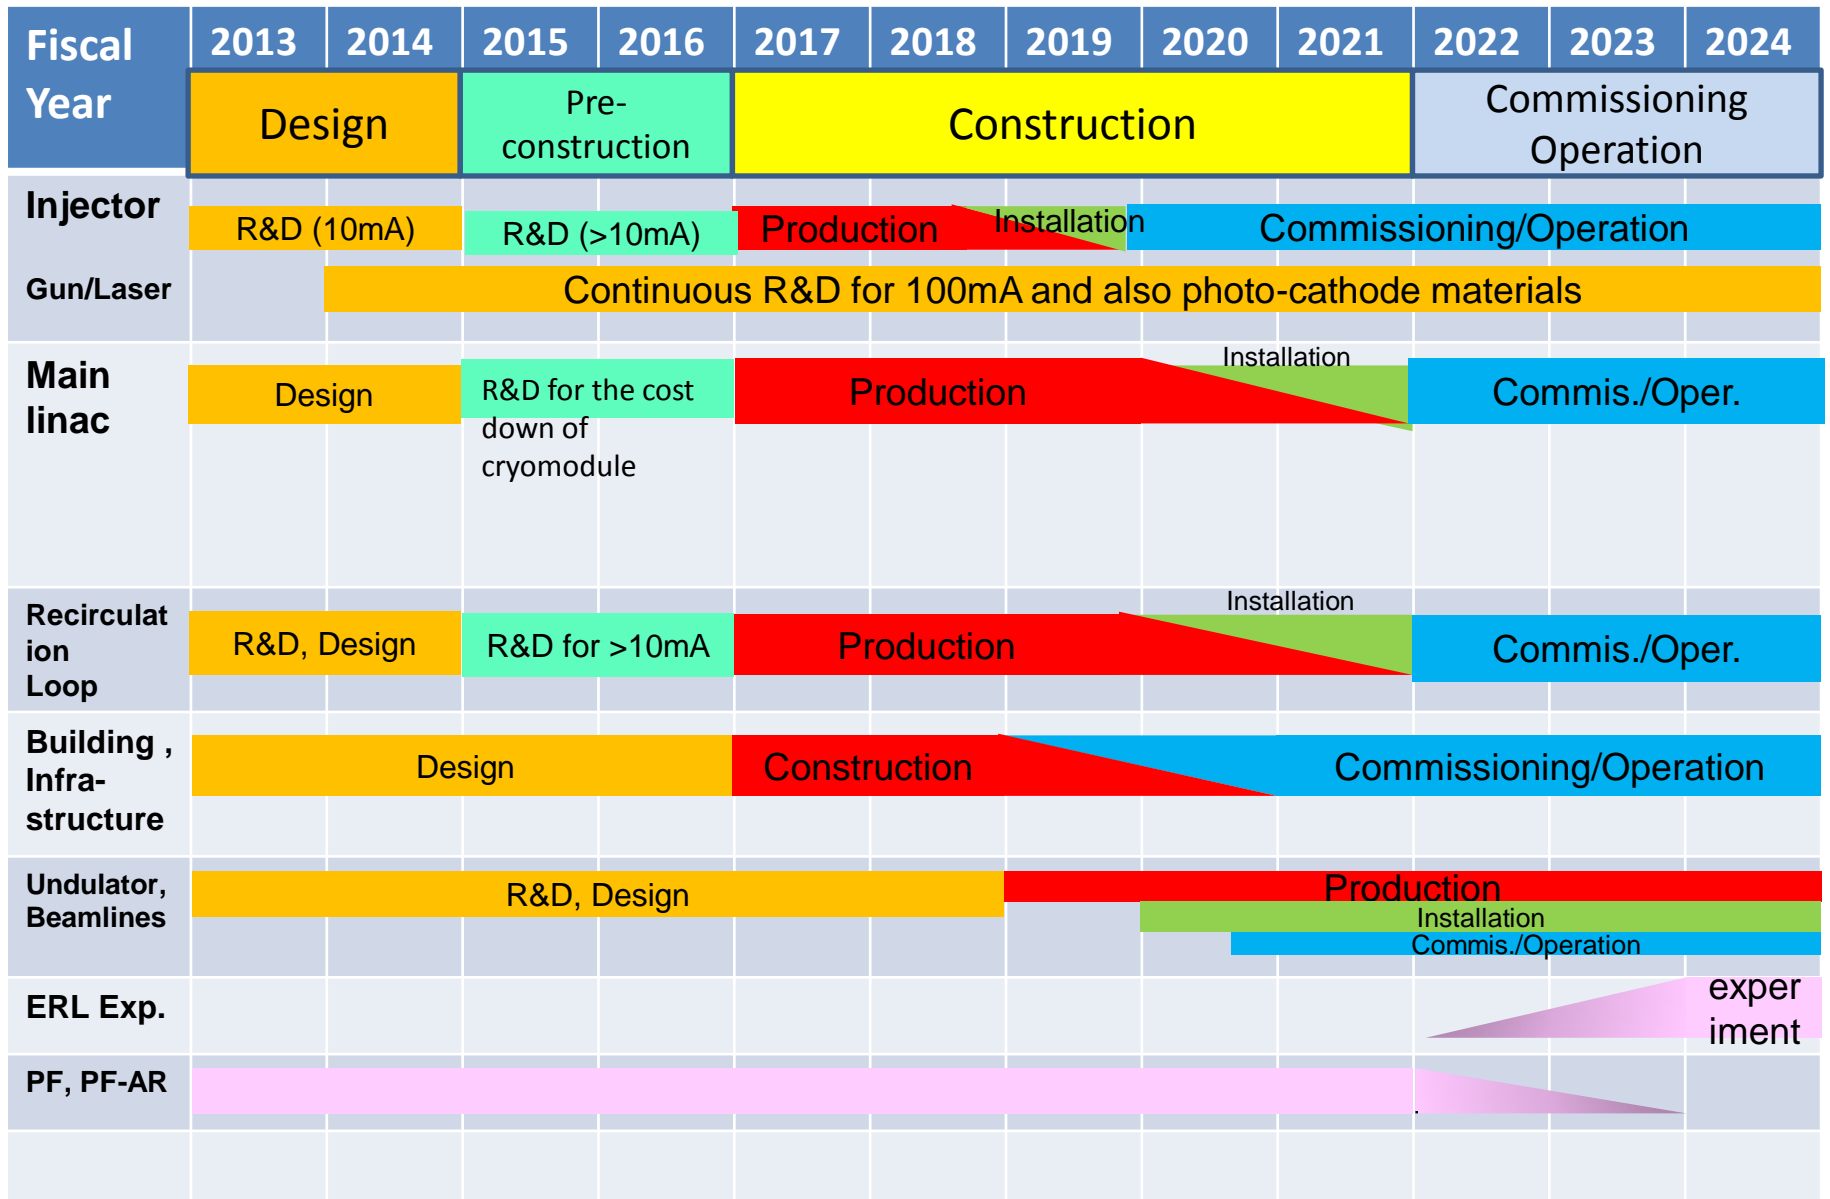 Fiscal Year 2013 2014 2015 2016 2017 2018 2019 2020 2021 2022 2023 2024
Design
Pre-
construction
Construction
Commissioning
Operation
Injector
R&D (10mA)
R&D (>10mA)
Production
Installation
Commissioning/Operation
Gun/Laser
Continuous R&D for 100mA and also photo-cathode materials
Main
linac
Design
R&D for the cost
down of
cryomodule
Production
Installation
Commis./Oper.
Recirculat
ion
Loop
R&D, Design
R&D for >10mA
Production
Installation
Commis./Oper.
Building ,
Infra-
structure
Design
Construction
Commissioning/Operation
Undulator,
Beamlines
R&D, Design
Production
Installation
Commis./Operation
ERL Exp.
exper
iment
PF, PF-AR
.